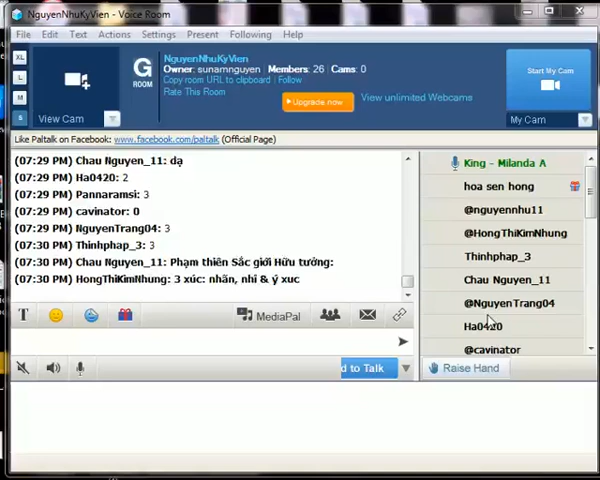 NguyenNhuKyVien - Voice Room
File Edit Text Actions Settings Present Following Help
XL
L
M
S
View Cam
G
ROOM
NguyenNhuKyVien
Owner: sunamnguyen | Members: 26 | Cams: 0
Copy room URL to clipboard | Follow
Rate This Room
Upgrade now
View unlimited Webcams
Start My Cam
My Cam
Like Paltalk on Facebook: www.facebook.com/paltalk (Official Page)
(07:29 PM) Chau Nguyen_11: dạ
(07:29 PM) Ha0420: 2
(07:29 PM) Pannaramsi: 3
(07:29 PM) cavinator: 0
(07:29 PM) NguyenTrang04: 3
(07:30 PM) Thinhphap_3: 3
(07:30 PM) Chau Nguyen_11: Phạm thiên Sắc giới Hữu tưởng:
(07:30 PM) HongThiKimNhung: 3 xúc: nhãn, nhĩ & ý xuc
King - Milanda A
hoa sen hong
@nguyennhu11
@HongThiKimNhung
Thinhphap_3
Chau Nguyen_11
@NguyenTrang04
Ha0420
@cavinator
T
MediaPal
d to Talk
Raise Hand